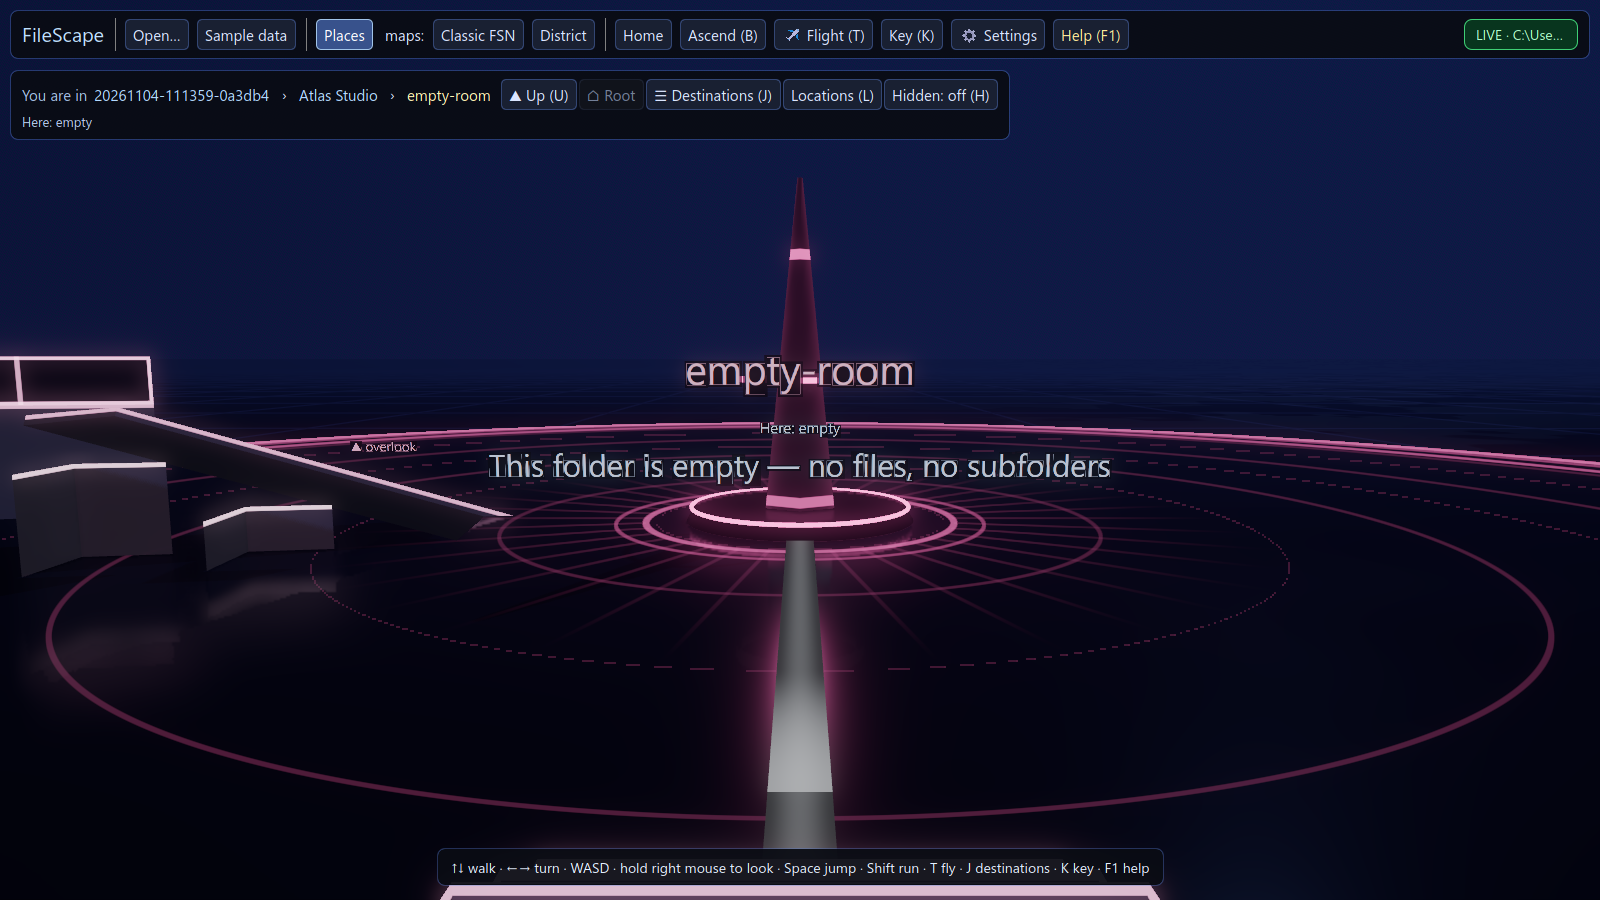 FileScape Open... Sample data Places maps: Classic FSN District Home Ascend (B) Flight (T) Key (K) Settings Help (F1) LIVE · C:\Use...
You are in 20261104-111359-0a3db4 › Atlas Studio › empty-room ▲ Up (U) Root ☰ Destinations (J) Locations (L) Hidden: off (H)
Here: empty
empty-room
Here: empty
▲ overlook
This folder is empty — no files, no subfolders
↑↓ walk · ←→ turn · WASD · hold right mouse to look · Space jump · Shift run · T fly · J destinations · K key · F1 help